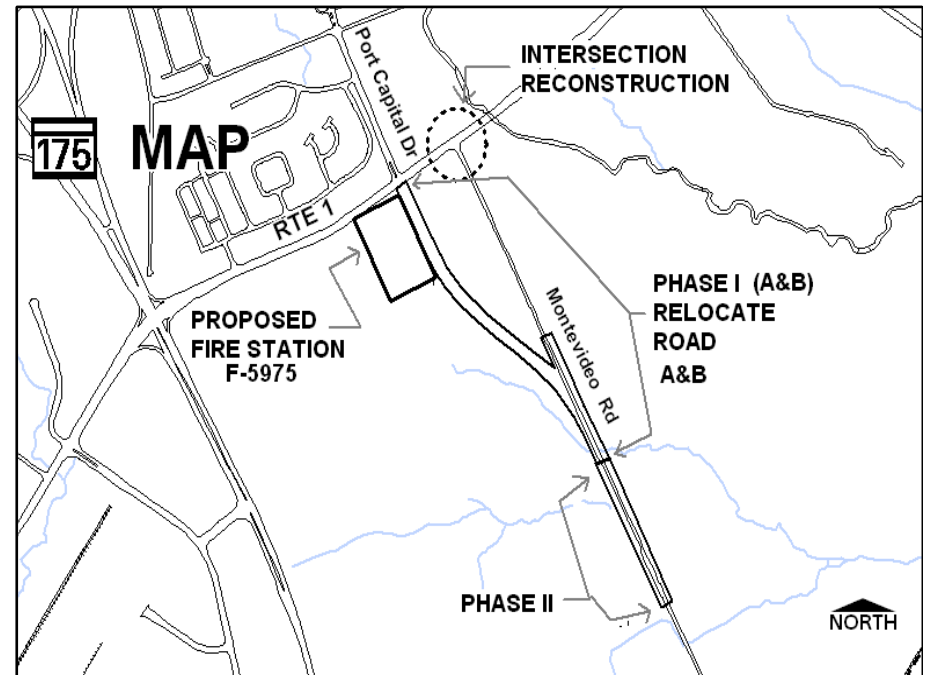 175
MAP
Port Capital Dr
INTERSECTION
RECONSTRUCTION
RTE 1
PROPOSED
FIRE STATION
F-5975
Montevideo Rd
PHASE I (A&B)
RELOCATE
ROAD
A&B
PHASE II
NORTH